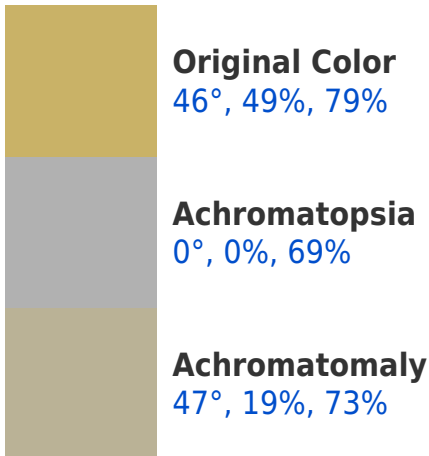 Original Color
46°, 49%, 79%
Achromatopsia
0°, 0%, 69%
Achromatomaly
47°, 19%, 73%